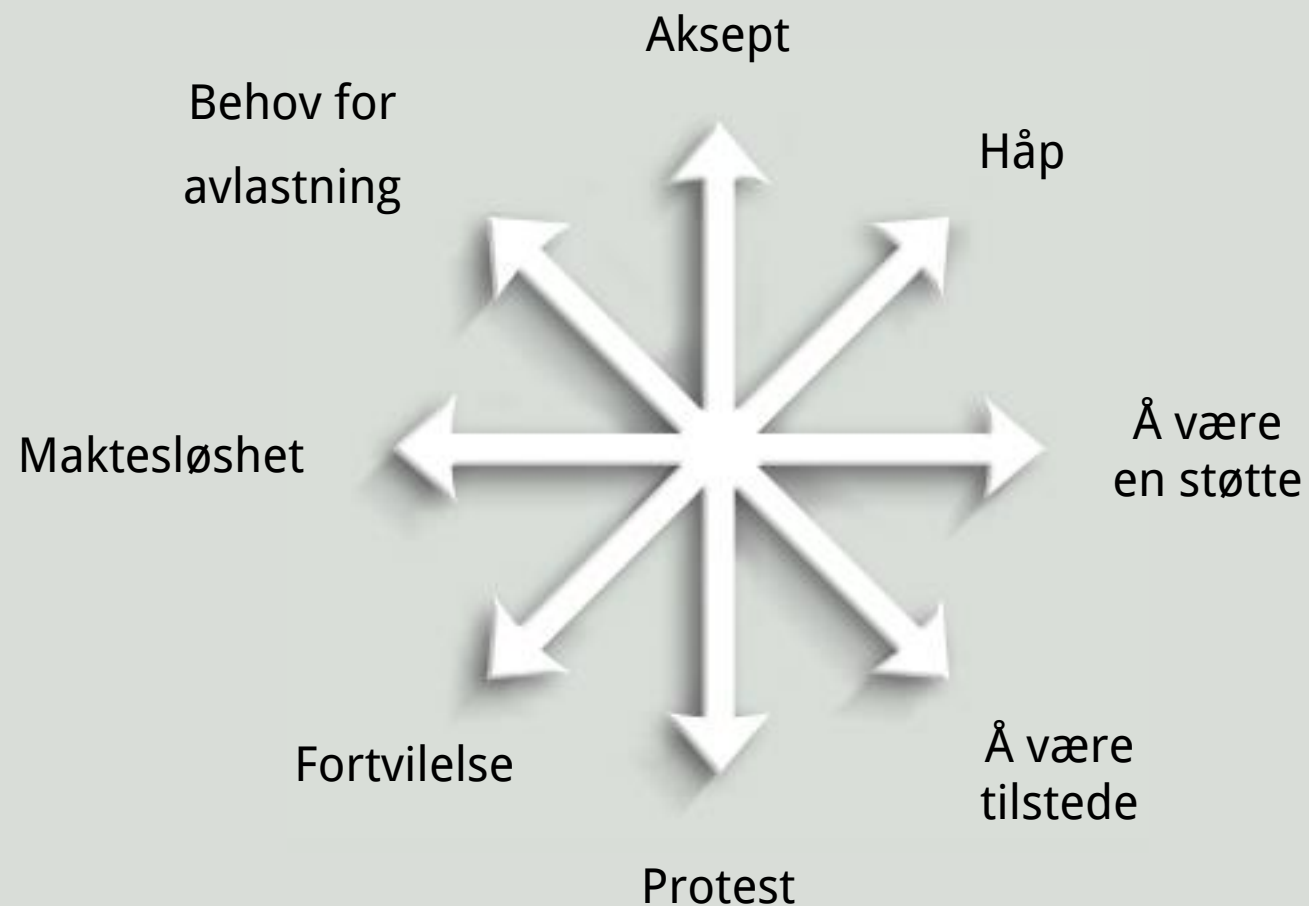 Aksept
Behov for
avlastning
Håp
Maktesløshet
Å være
en støtte
Fortvilelse
Å være
tilstede
Protest